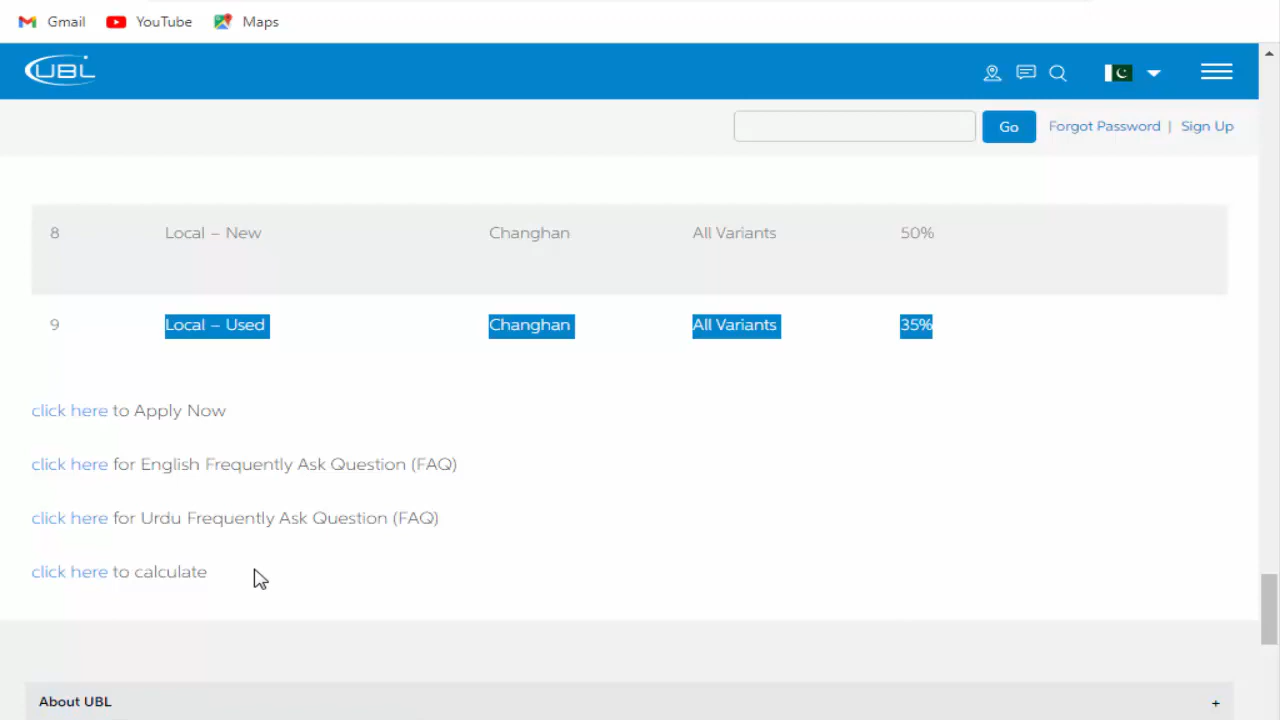 Gmail YouTube Maps
UBL
Go Forgot Password | Sign Up
8 Local – New Changhan All Variants 50%
9 Local – Used Changhan All Variants 35%
click here to Apply Now
click here for English Frequently Ask Question (FAQ)
click here for Urdu Frequently Ask Question (FAQ)
click here to calculate
About UBL +